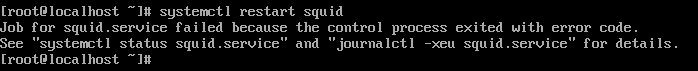 [root@localhost ~]# systemctl restart squid
Job for squid.service failed because the control process exited with error code.
See "systemctl status squid.service" and "journalctl -xeu squid.service" for details.
[root@localhost ~]#